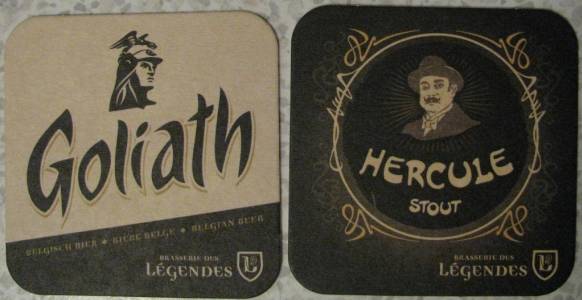 Goliath
BELGISCH BIER ◆ BIÈRE BELGE ◆ BELGIAN BEER
BRASSERIE DES
LÉGENDES
HERCULE
STOUT
BRASSERIE DES
LÉGENDES